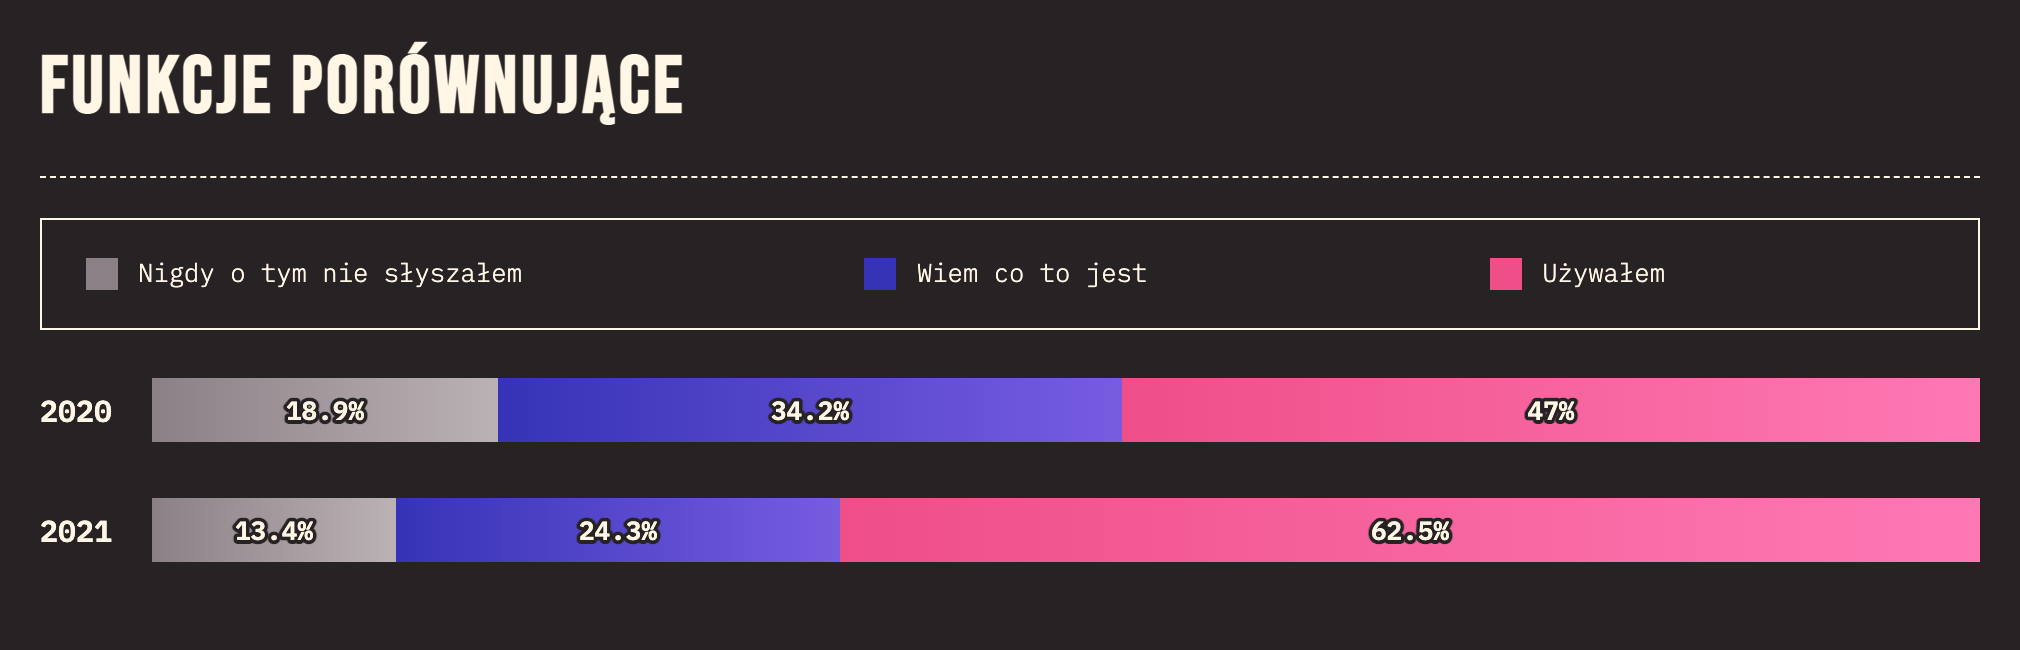 FUNKCJE PORÓWNUJĄCE
Nigdy o tym nie słyszałem Wiem co to jest Używałem
2020 18.9% 34.2% 47%
2021 13.4% 24.3% 62.5%